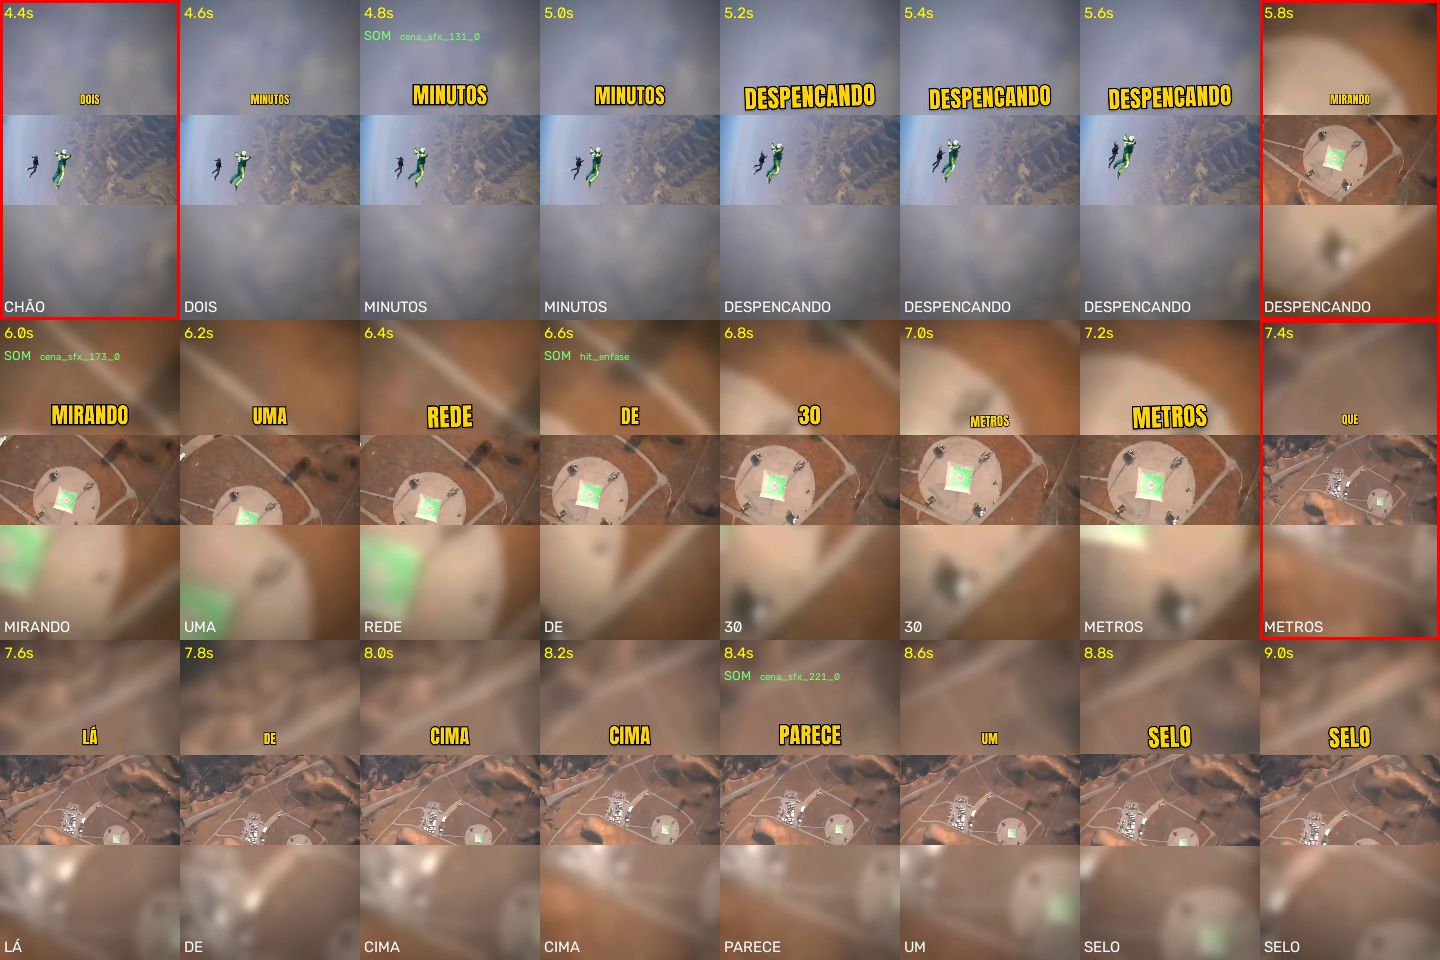 4.4s
DOIS
CHÃO
4.6s
MINUTOS
DOIS
4.8s
SOM cena_sfx_131_0
MINUTOS
MINUTOS
5.0s
MINUTOS
MINUTOS
5.2s
DESPENCANDO
DESPENCANDO
5.4s
DESPENCANDO
DESPENCANDO
5.6s
DESPENCANDO
DESPENCANDO
5.8s
MIRANDO
DESPENCANDO
6.0s
SOM cena_sfx_173_0
MIRANDO
MIRANDO
6.2s
UMA
UMA
6.4s
REDE
REDE
6.6s
SOM hit_enfase
DE
DE
6.8s
30
30
7.0s
METROS
30
7.2s
METROS
METROS
7.4s
QUE
METROS
7.6s
LÁ
LÁ
7.8s
DE
DE
8.0s
CIMA
CIMA
8.2s
CIMA
CIMA
8.4s
SOM cena_sfx_221_0
PARECE
PARECE
8.6s
UM
UM
8.8s
SELO
SELO
9.0s
SELO
SELO